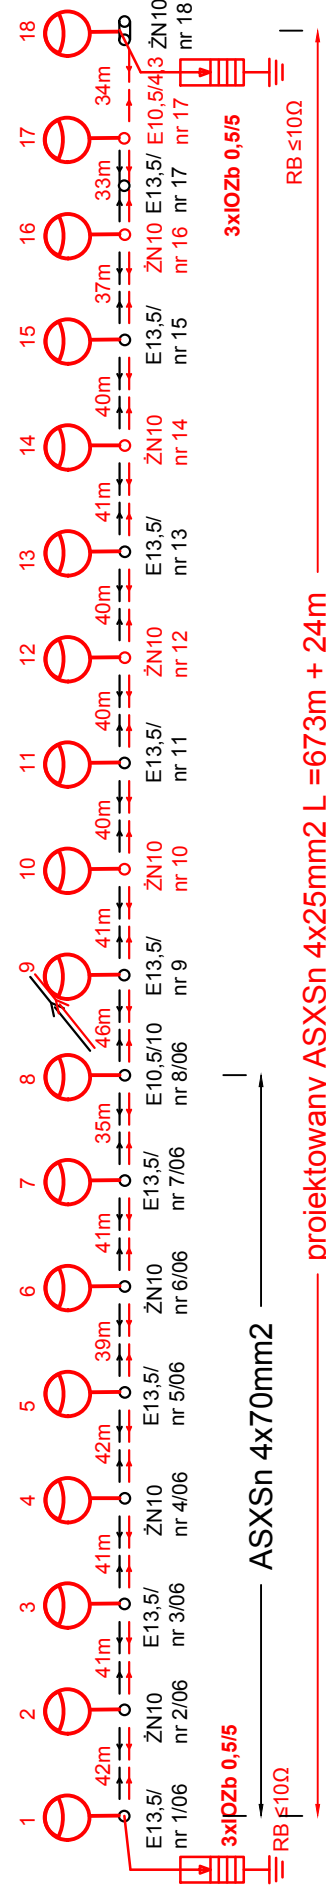 1
2
3
4
5
6
7
8
9
10
11
12
13
14
15
16
17
18
42m
41m
41m
42m
39m
41m
35m
46m
41m
40m
40m
40m
41m
40m
37m
33m
34m
E13,5/
nr 1/06
ŻN10
nr 2/06
E13,5/
nr 3/06
ŻN10
nr 4/06
E13,5/
nr 5/06
ŻN10
nr 6/06
E13,5/
nr 7/06
E10,5/10
nr 8/06
E13,5/
nr 9
ŻN10
nr 10
E13,5/
nr 11
ŻN10
nr 12
E13,5/
nr 13
ŻN10
nr 14
E13,5/
nr 15
ŻN10
nr 16
E13,5/
nr 17
E10,5/4,3
nr 17
ŻN10
nr 18
3xIOZb 0,5/5
RB ≤10Ω
3xIOZb 0,5/5
RB ≤10Ω
ASXSn 4x70mm2
projektowany ASXSn 4x25mm2 L =673m + 24m